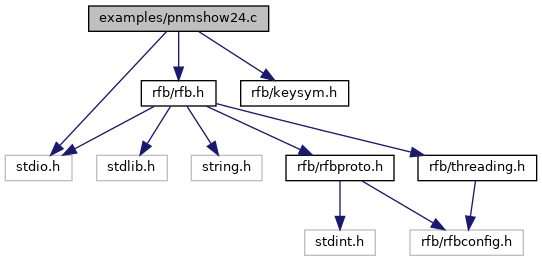 examples/pnmshow24.c
rfb/rfb.h
rfb/keysym.h
stdio.h
stdlib.h
string.h
rfb/rfbproto.h
rfb/threading.h
stdint.h
rfb/rfbconfig.h